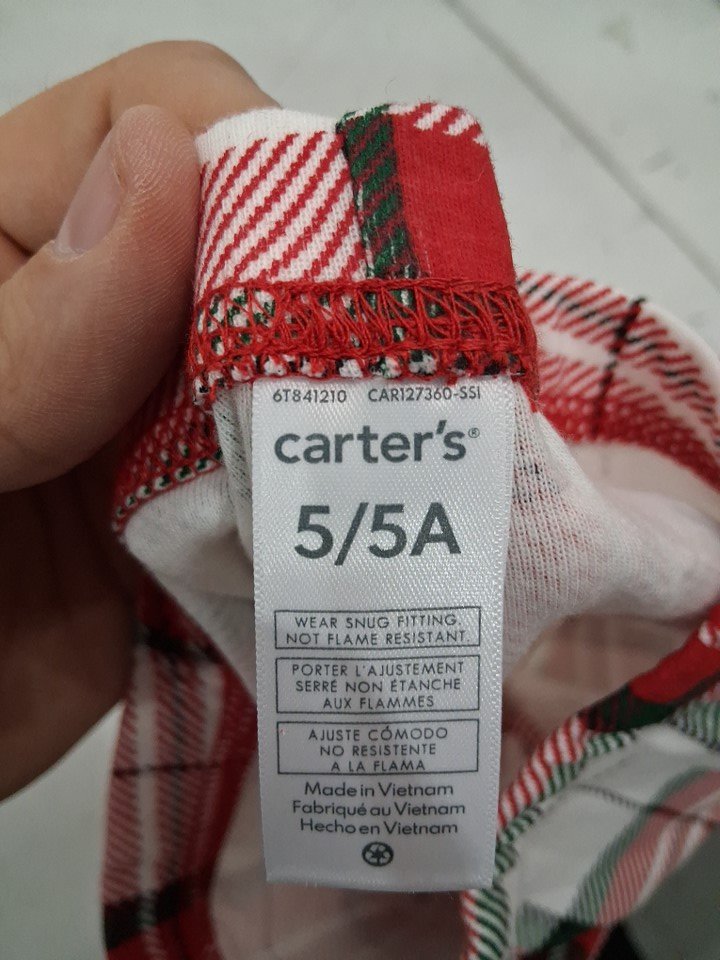 6T841210 CAR127360-SSI
carter's®
5/5A
WEAR SNUG FITTING.
NOT FLAME RESISTANT.
PORTER L'AJUSTEMENT
SERRÉ NON ÉTANCHE
AUX FLAMMES
AJUSTE CÓMODO
NO RESISTENTE
A LA FLAMA
Made in Vietnam
Fabriqué au Vietnam
Hecho en Vietnam